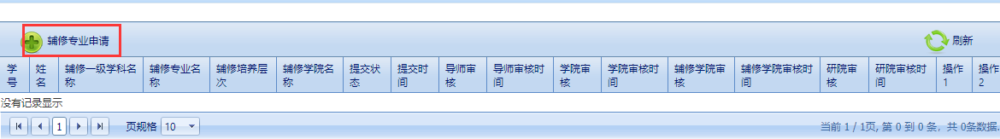 辅修专业申请 刷新
学号 姓名 辅修一级学科名称 辅修专业名称 辅修培养层次 辅修学院名称 提交状态 提交时间 导师审核 导师审核时间 学院审核 学院审核时间 辅修学院审核 辅修学院审核时间 研院审核 研院审核时间 操作1 操作2
没有记录显示
1 页规格 10 当前 1 / 1页, 第 0 到 0 条，共 0条数据.